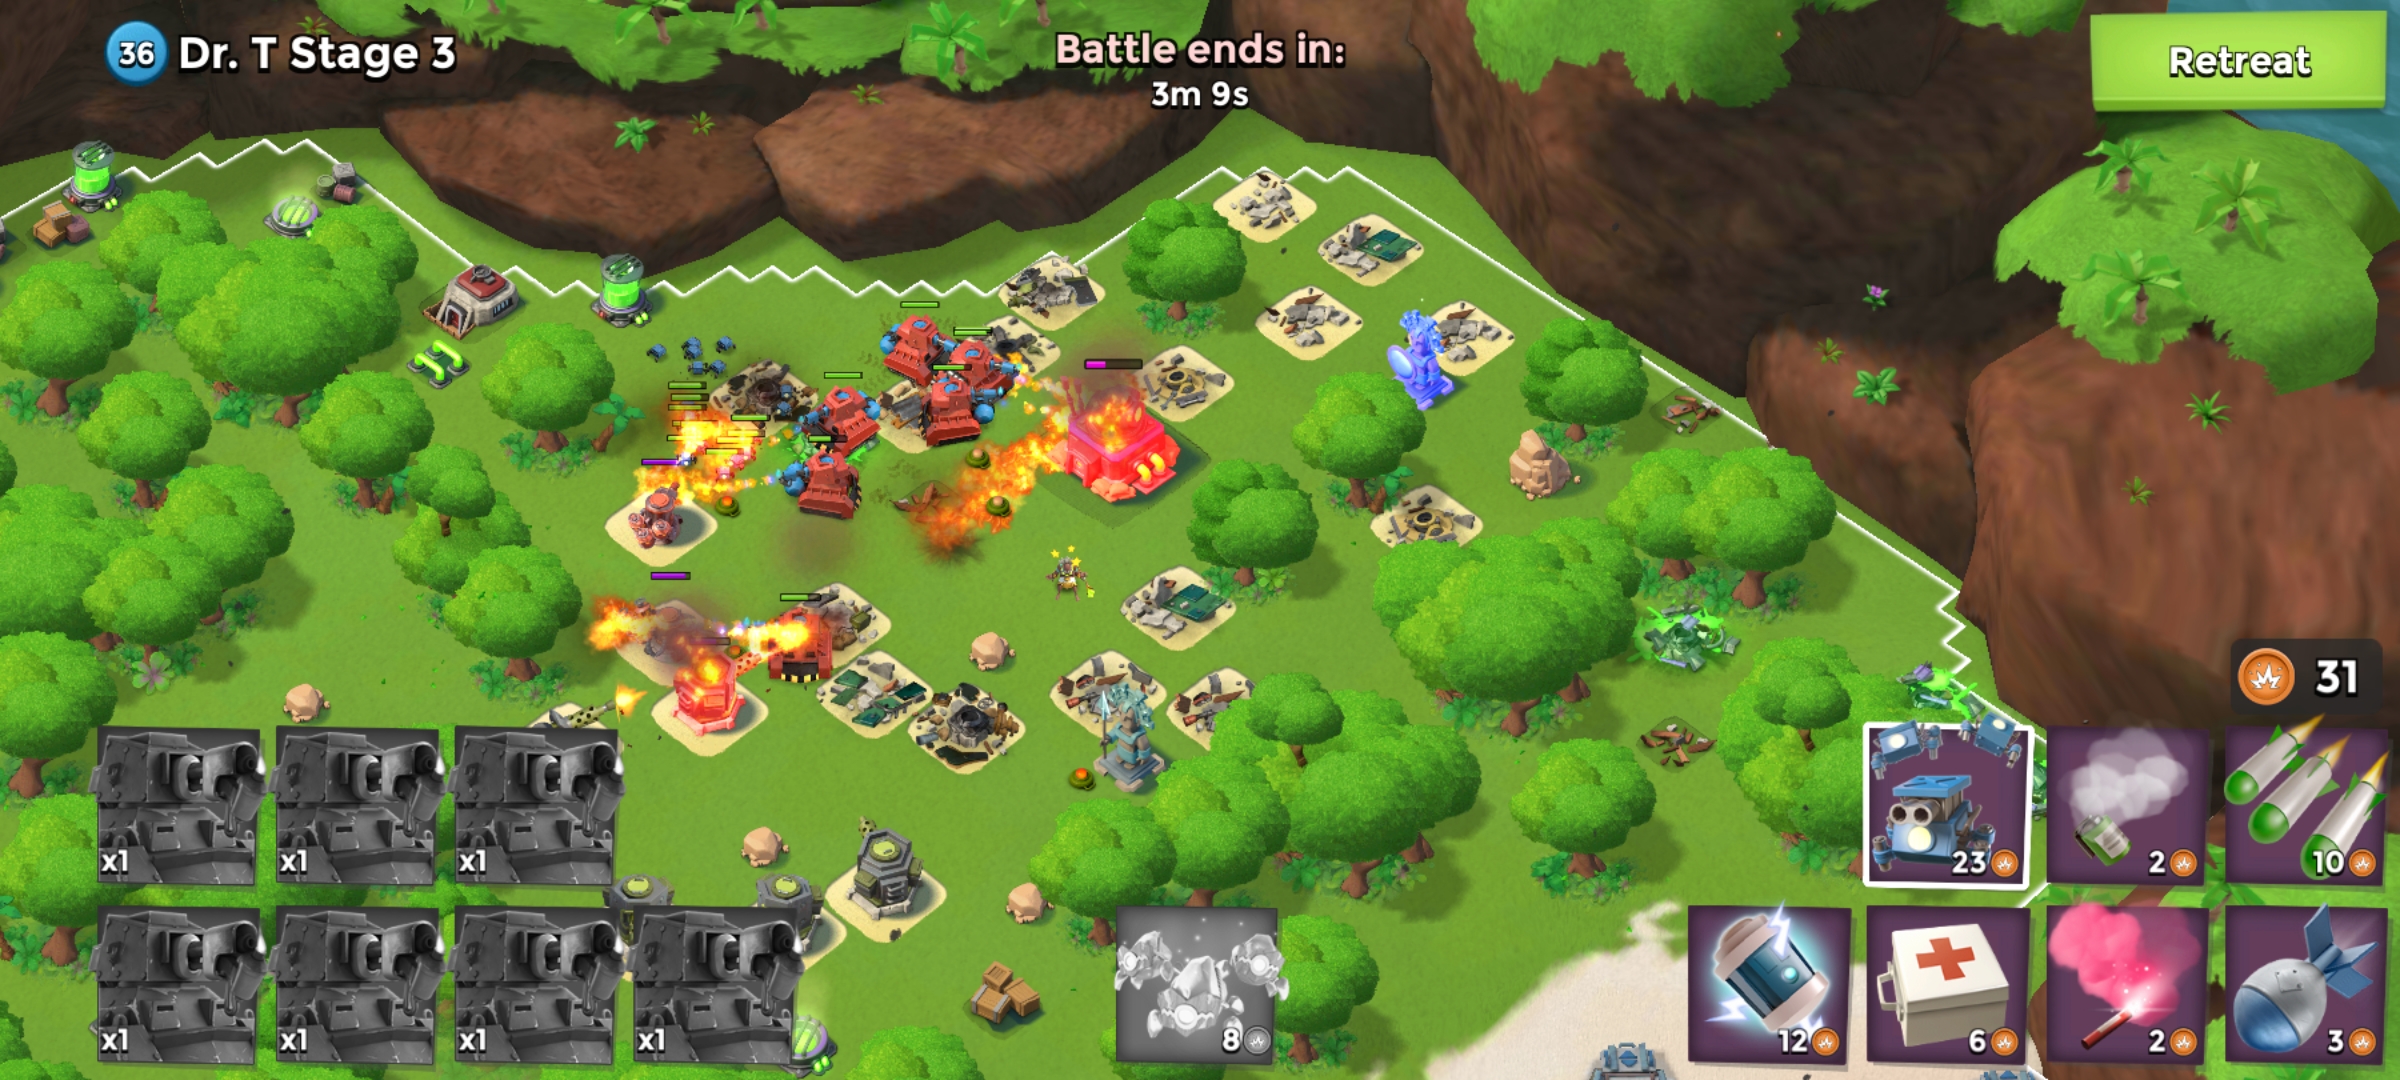 36 Dr. T Stage 3
Battle ends in:
3m 9s
Retreat
31
23
2
10
x1
x1
x1
x1
x1
x1
x1
8
12
6
2
3